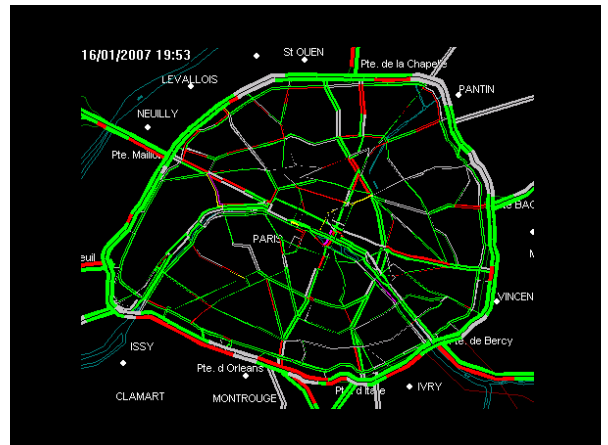 16/01/2007 19:53
St OUEN
Pte. de la Chapelle
LEVALLOIS
PANTIN
NEUILLY
Pte. Maillot
PARIS
VINCEN
ISSY
Pte. de Bercy
Pte. d Orleans
IVRY
CLAMART
MONTROUGE